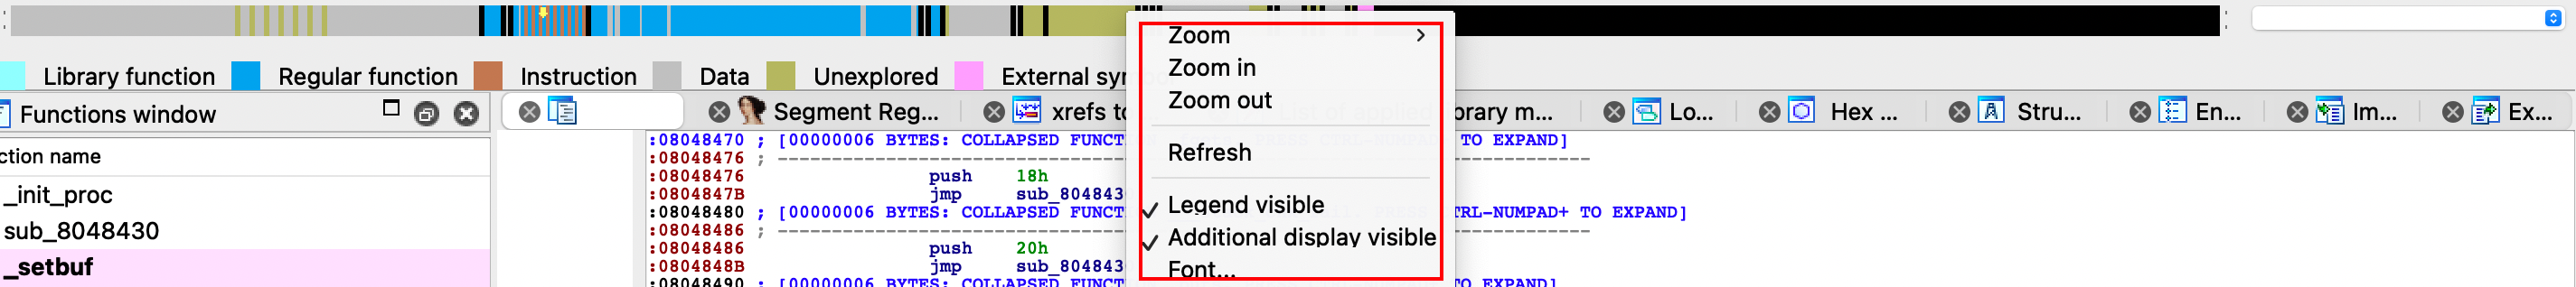 Zoom
Zoom in
Zoom out
Refresh
Legend visible
Additional display visible
Font...
Library function Regular function Instruction Data Unexplored External sy
Functions window
Segment Reg... xrefs to brary m... Lo... Hex ... Stru... En... Im... Ex...
ction name
_init_proc
sub_8048430
_setbuf
:08048470 ; [00000006 BYTES: COLLAPSED FUNCT TO EXPAND]
:08048476 ; --------------------------------
:08048476 push 18h
:0804847B jmp sub_804843
:08048480 ; [00000006 BYTES: COLLAPSED FUNCT TRL-NUMPAD+ TO EXPAND]
:08048486 ; --------------------------------
:08048486 push 20h
:0804848B jmp sub_804843
:08048490 ; [00000006 BYTES: COLLAPSED FUNCT TO EXPAND]